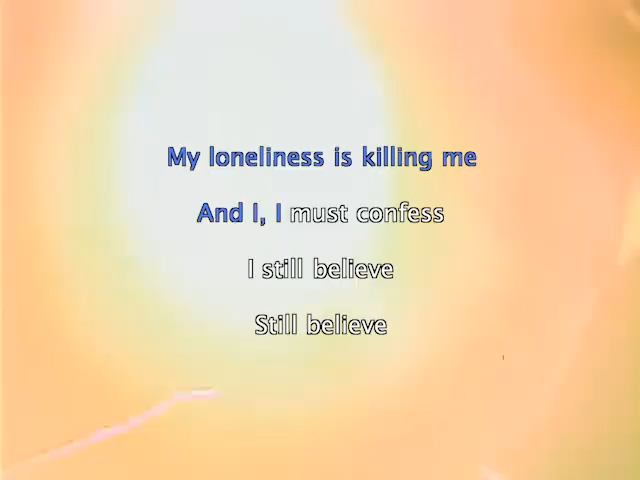 My loneliness is killing me
And I, I must confess
I still believe
Still believe